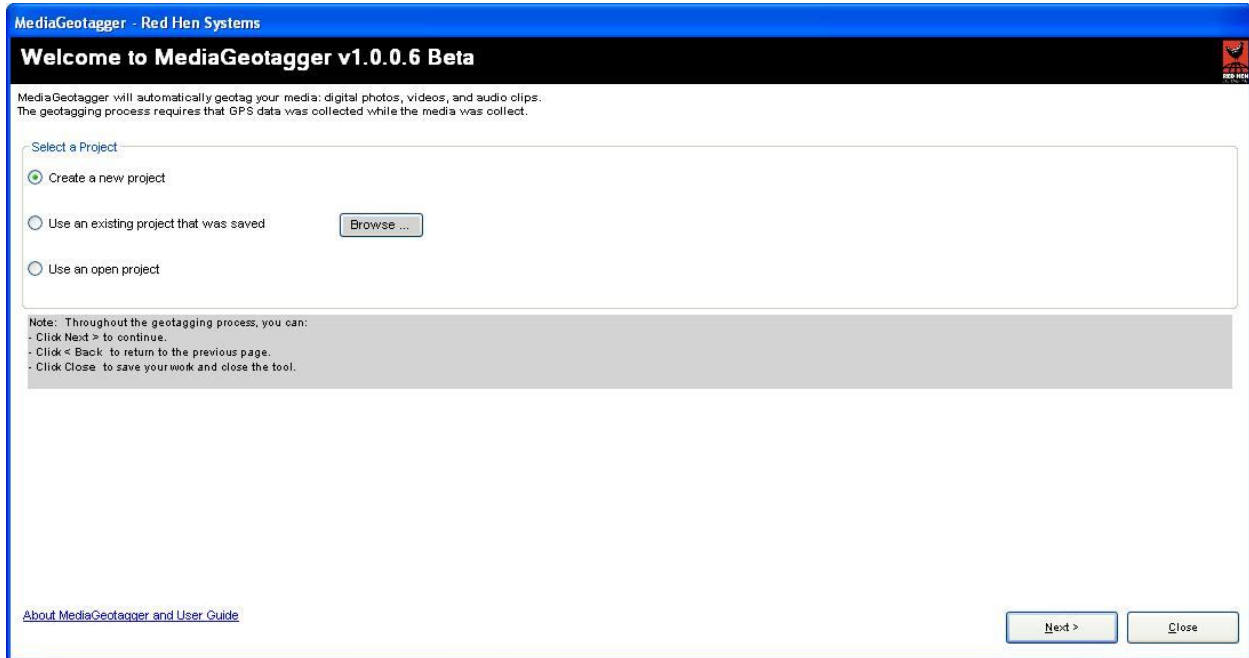 MediaGeotagger - Red Hen Systems
Welcome to MediaGeotagger v1.0.0.6 Beta
RED HEN
MediaGeotagger will automatically geotag your media: digital photos, videos, and audio clips.
The geotagging process requires that GPS data was collected while the media was collect.
Select a Project
Create a new project
Use an existing project that was saved
Browse ...
Use an open project
Note: Throughout the geotagging process, you can:
- Click Next > to continue.
- Click < Back to return to the previous page.
- Click Close to save your work and close the tool.
About MediaGeotagger and User Guide
Next >
Close